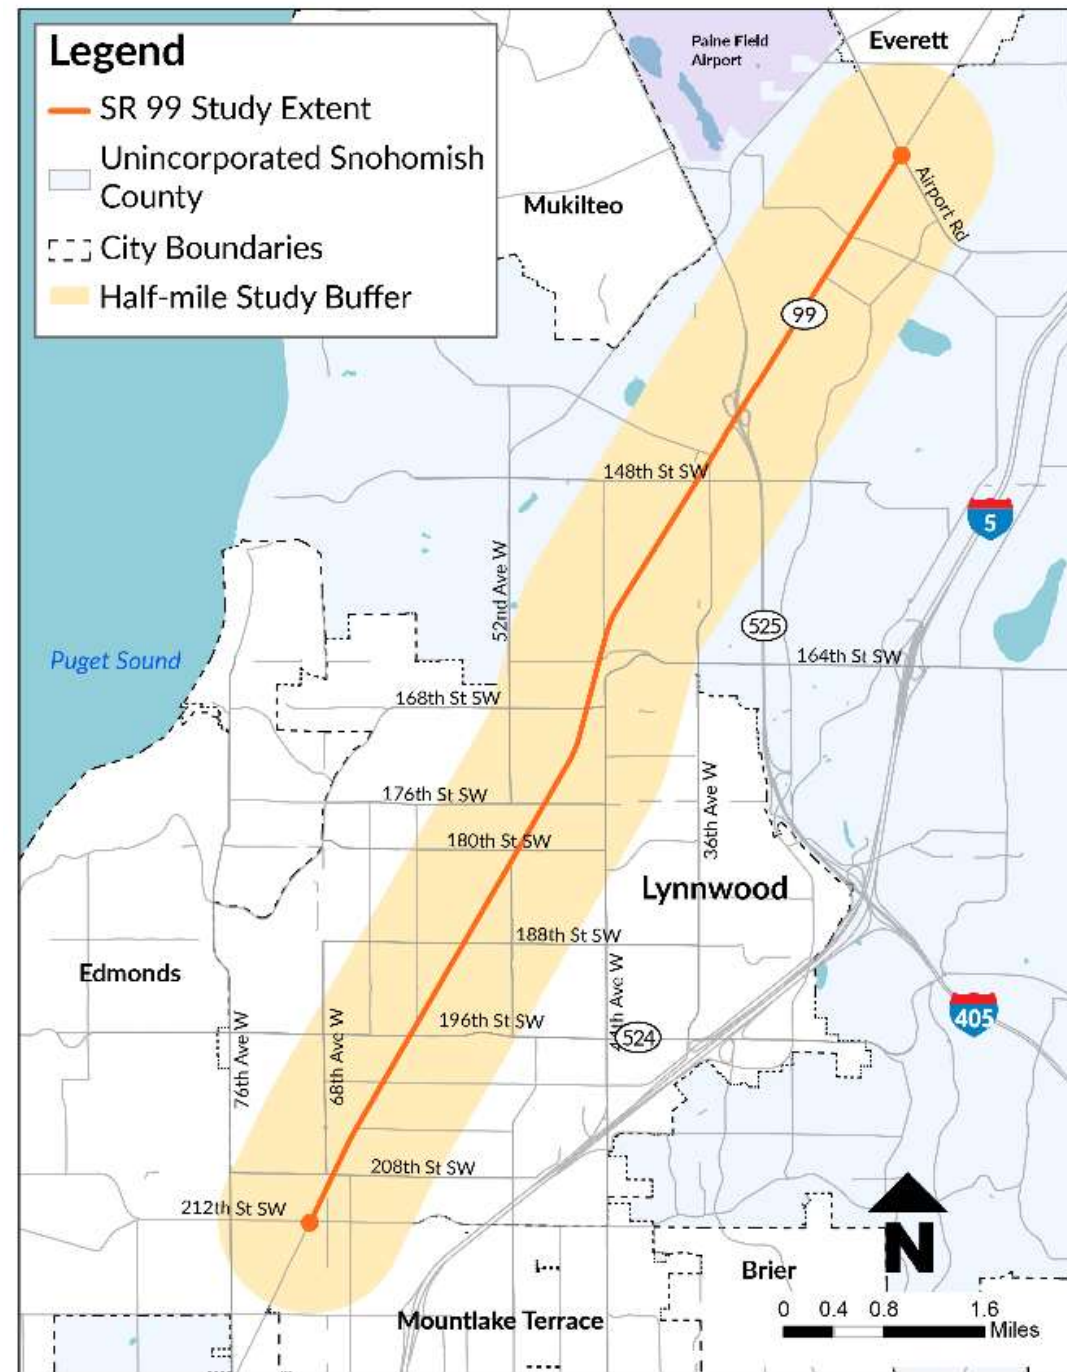 Legend
SR 99 Study Extent
Unincorporated Snohomish
County
City Boundaries
Half-mile Study Buffer
Paine Field
Airport
Everett
Mukilteo
Airport Rd
99
148th St SW
5
52nd Ave W
525
164th St SW
Puget Sound
168th St SW
176th St SW
36th Ave W
180th St SW
Lynnwood
188th St SW
Edmonds
44th Ave W
196th St SW
524
405
76th Ave W
68th Ave W
208th St SW
212th St SW
N
Brier
Mountlake Terrace
0 0.4 0.8 1.6
Miles